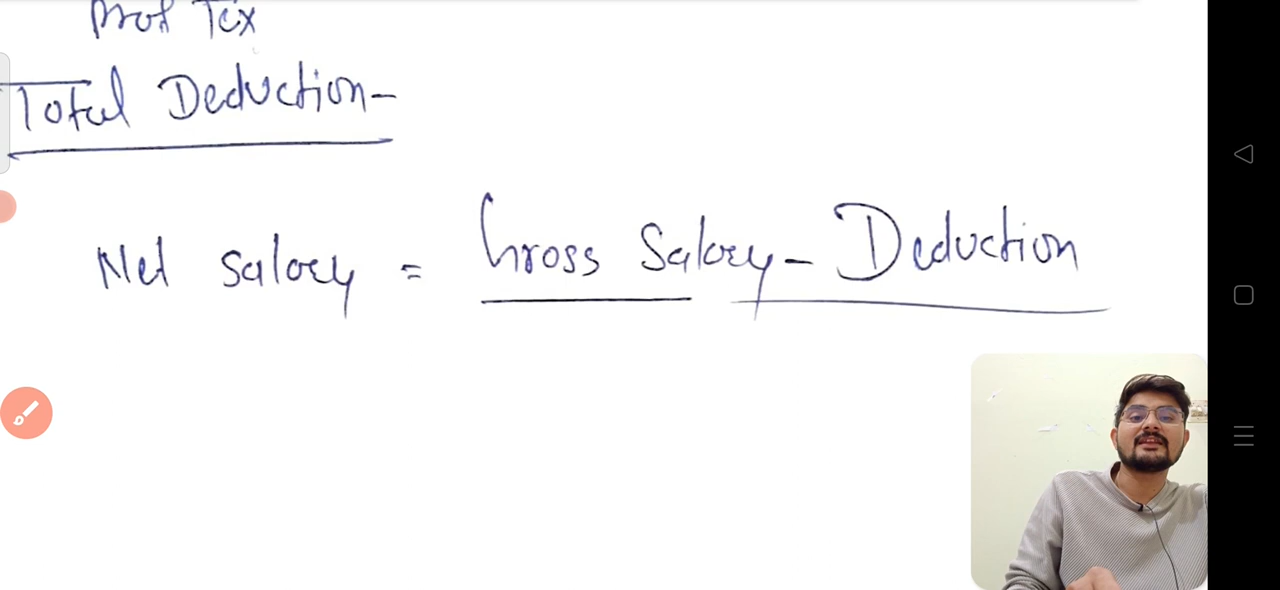 Prof Tax
Total Deduction-
Net Salary = Gross Salary - Deduction